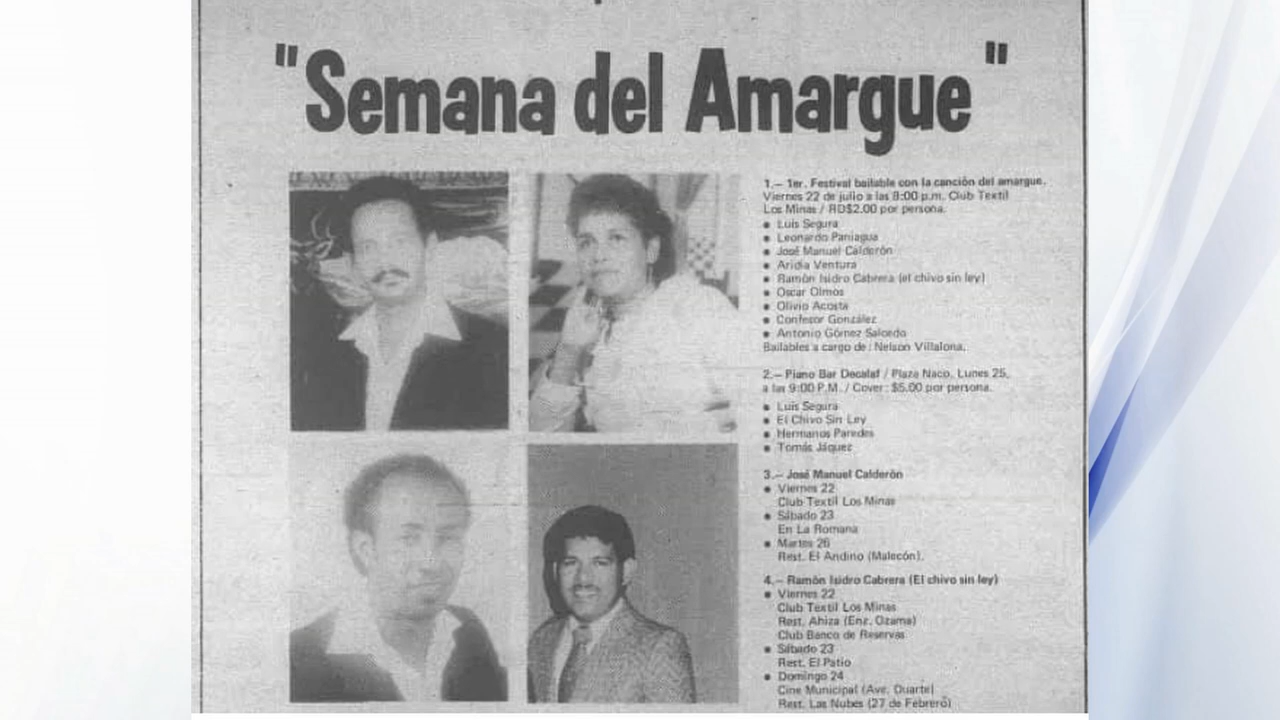 "Semana del Amargue"
1.– 1er. Festival bailable con la canción del amargue.
Viernes 22 de julio a las 8:00 p.m. Club Textil
Los Minas / RD$2.00 por persona.
● Luis Segura
● Leonardo Paniagua
● José Manuel Calderón
● Aridia Ventura
● Ramón Isidro Cabrera (el chivo sin ley)
● Oscar Olmos
● Olivio Acosta
● Confesor González
● Antonio Gómez Salcedo
Bailables a cargo de: Nelson Villalona.
2.– Piano Bar Decalaf / Plaza Naco. Lunes 25,
a las 9:00 P.M. / Cover: $5.00 por persona.
● Luis Segura
● El Chivo Sin Ley
● Hermanos Paredes
● Tomás Jáquez
3.– José Manuel Calderón
● Viernes 22
Club Textil Los Minas
● Sábado 23
En La Romana
● Martes 26
Rest. El Andino (Malecón).
4.– Ramón Isidro Cabrera (El chivo sin ley)
● Viernes 22
Club Textil Los Minas
Rest. Ahiza (Enz. Ozama)
Club Banco de Reservas
● Sábado 23
Rest. El Patio
● Domingo 24
Cine Municipal (Ave. Duarte)
Rest. Las Nubes (27 de Febrero)